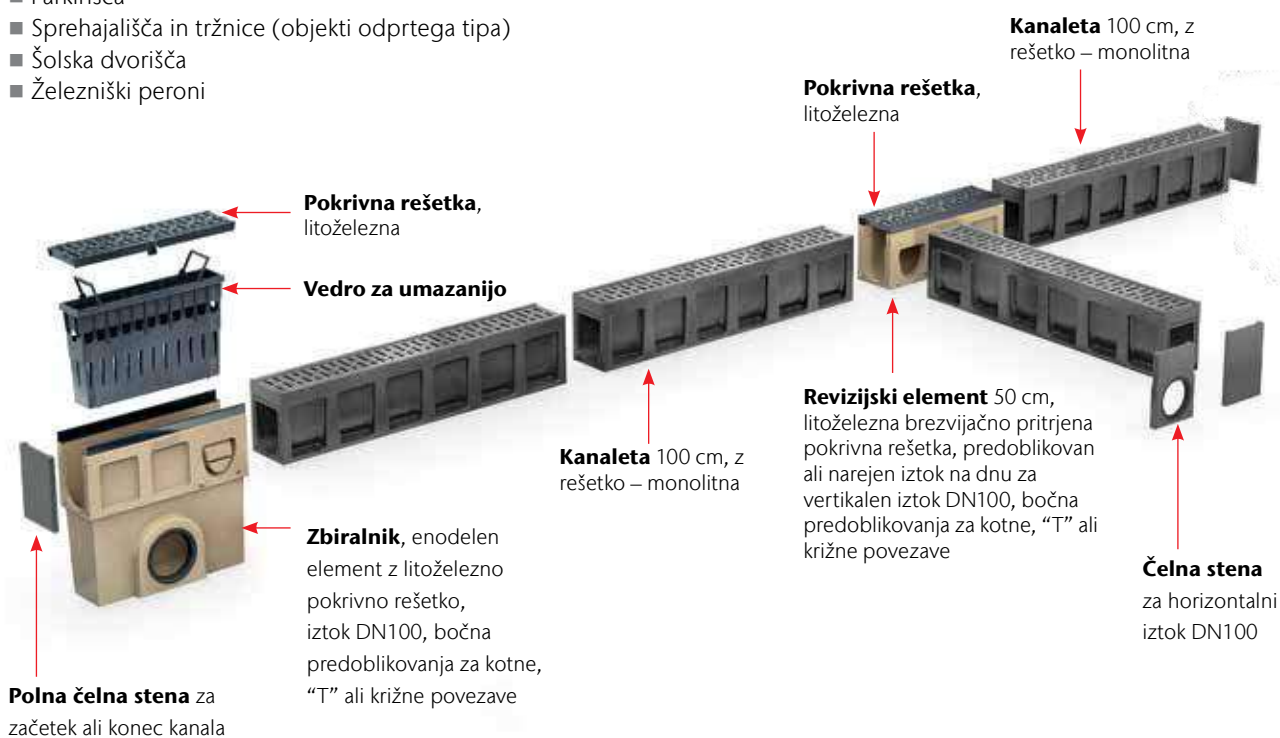 ■ Parkirišča
■ Sprehajališča in tržnice (objekti odprtega tipa)
■ Šolska dvorišča
■ Železniški peroni
Kanaleta 100 cm, z
rešetko – monolitna
Pokrivna rešetka,
litoželezna
Pokrivna rešetka,
litoželezna
Vedro za umazanijo
Kanaleta 100 cm, z
rešetko – monolitna
Revizijski element 50 cm,
litoželezna brezvijačno pritrjena
pokrivna rešetka, predoblikovan
ali narejen iztok na dnu za
vertikalen iztok DN100, bočna
predoblikovanja za kotne, “T” ali
križne povezave
Zbiralnik, enodelen
element z litoželezno
pokrivno rešetko,
iztok DN100, bočna
predoblikovanja za kotne,
“T” ali križne povezave
Čelna stena
za horizontalni
iztok DN100
Polna čelna stena za
začetek ali konec kanala